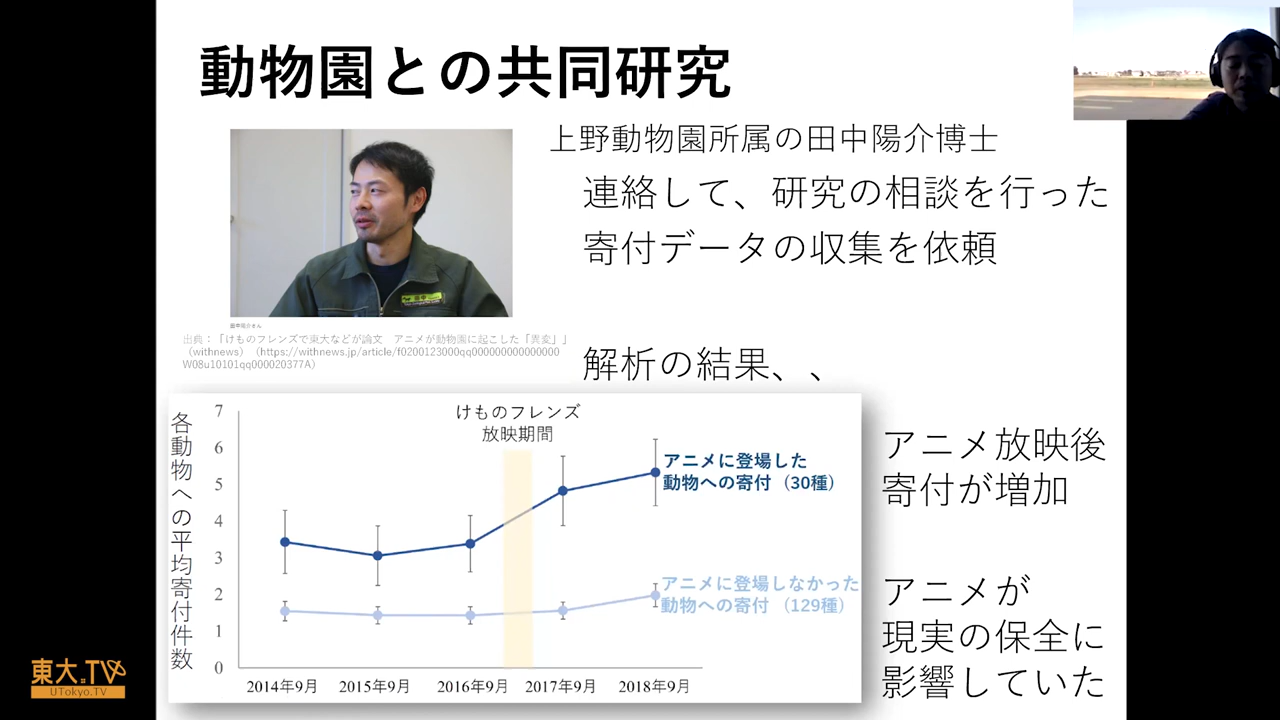 動物園との共同研究
上野動物園所属の田中陽介博士
連絡して、研究の相談を行った
寄付データの収集を依頼
田中陽介さん
出典：「けものフレンズで東大などが論文 アニメが動物園に起こした「異変」」
（withnews）（https://withnews.jp/article/f0200123000qq000000000000000
W08u10101qq000020377A）
解析の結果、、
各動物への平均寄付件数
7
6
5
4
3
2
1
0
けものフレンズ
放映期間
アニメに登場した
動物への寄付（30種）
アニメに登場しなかった
動物への寄付（129種）
2014年9月 2015年9月 2016年9月 2017年9月 2018年9月
アニメ放映後
寄付が増加
アニメが
現実の保全に
影響していた
東大.TV
UTokyo.TV